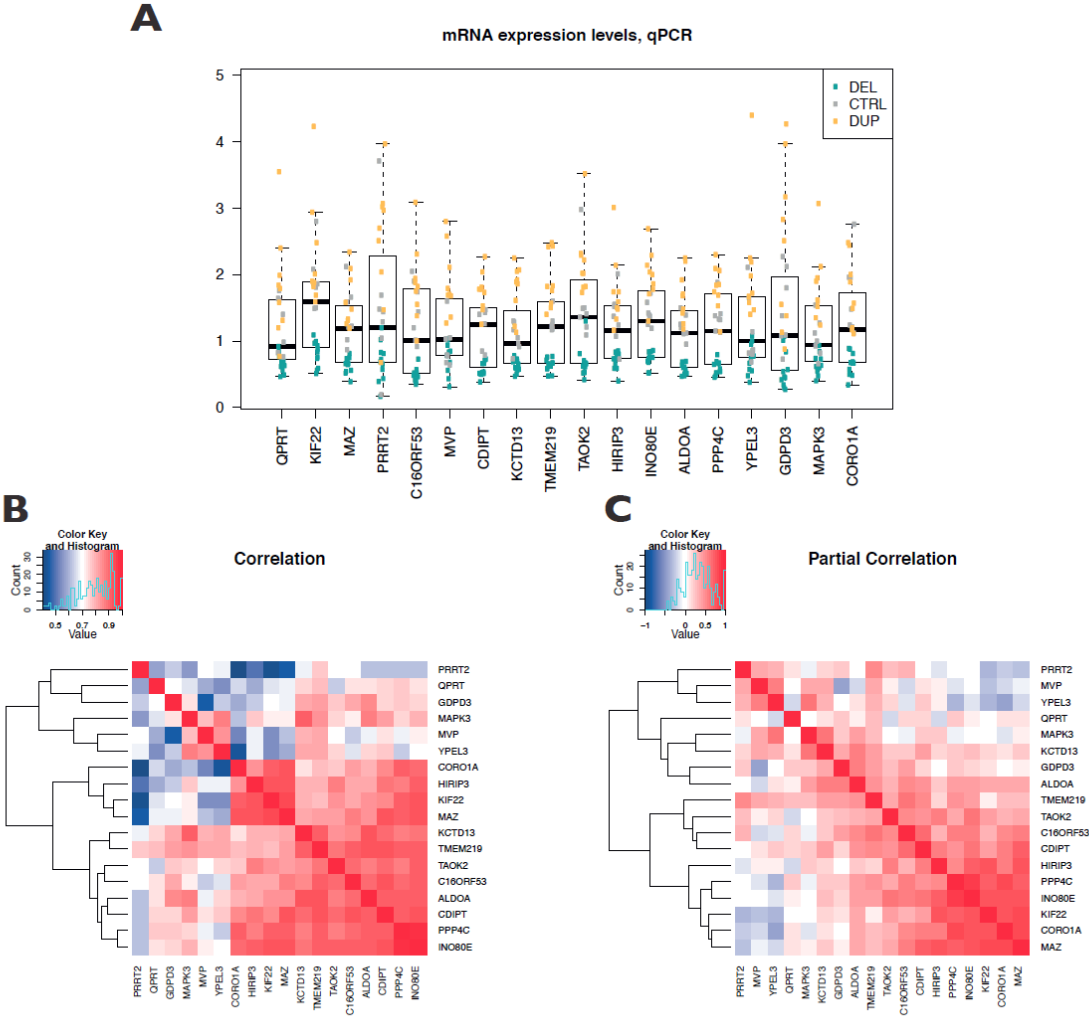 A
mRNA expression levels, qPCR
5
4
3
2
1
0
DEL
CTRL
DUP
QPRT
KIF22
MAZ
PRRT2
C16ORF53
MVP
CDIPT
KCTD13
TMEM219
TAOK2
HIRIP3
INO80E
ALDOA
PPP4C
YPEL3
GDPD3
MAPK3
CORO1A
B
Color Key
and Histogram
Count
0 10 20 30
0.5 0.7 0.9
Value
Correlation
PRRT2
QPRT
GDPD3
MAPK3
MVP
YPEL3
CORO1A
HIRIP3
KIF22
MAZ
KCTD13
TMEM219
TAOK2
C16ORF53
ALDOA
CDIPT
PPP4C
INO80E
PRRT2
QPRT
GDPD3
MAPK3
MVP
YPEL3
CORO1A
HIRIP3
KIF22
MAZ
KCTD13
TMEM219
TAOK2
C16ORF53
ALDOA
CDIPT
PPP4C
INO80E
C
Color Key
and Histogram
Count
0 10 20 30
-1 0 0.5 1
Value
Partial Correlation
PRRT2
MVP
YPEL3
QPRT
MAPK3
KCTD13
GDPD3
ALDOA
TMEM219
TAOK2
C16ORF53
CDIPT
HIRIP3
PPP4C
INO80E
KIF22
CORO1A
MAZ
PRRT2
MVP
YPEL3
QPRT
MAPK3
KCTD13
GDPD3
ALDOA
TMEM219
TAOK2
C16ORF53
CDIPT
HIRIP3
PPP4C
INO80E
KIF22
CORO1A
MAZ